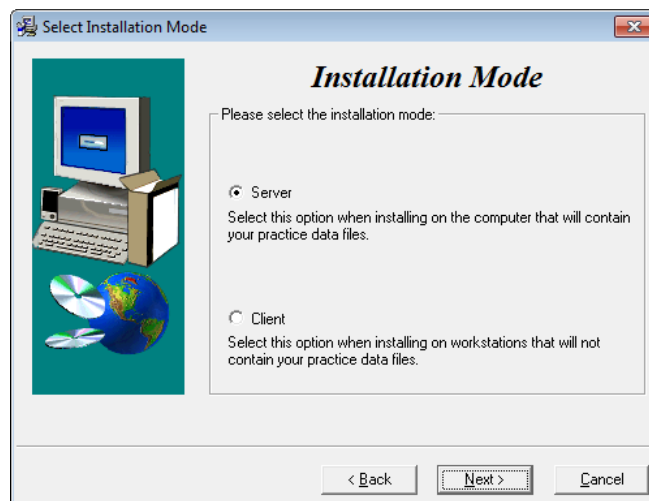 Select Installation Mode
Installation Mode
Please select the installation mode:
Server
Select this option when installing on the computer that will contain
your practice data files.
Client
Select this option when installing on workstations that will not
contain your practice data files.
< Back
Next >
Cancel